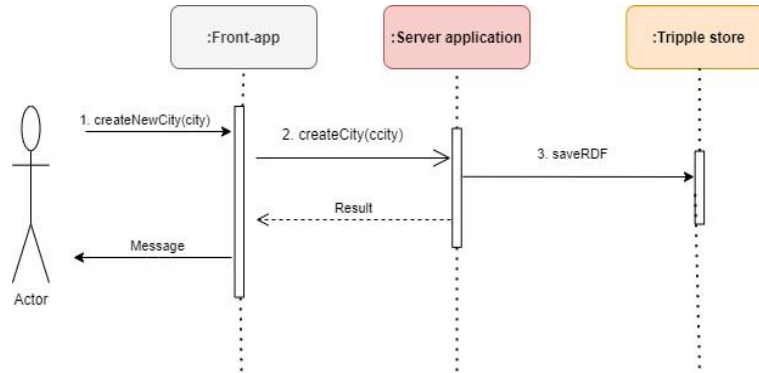 :Front-app
:Server application
:Tripple store
1. createNewCity(city)
2. createCity(ccity)
3. saveRDF
Result
Message
Actor